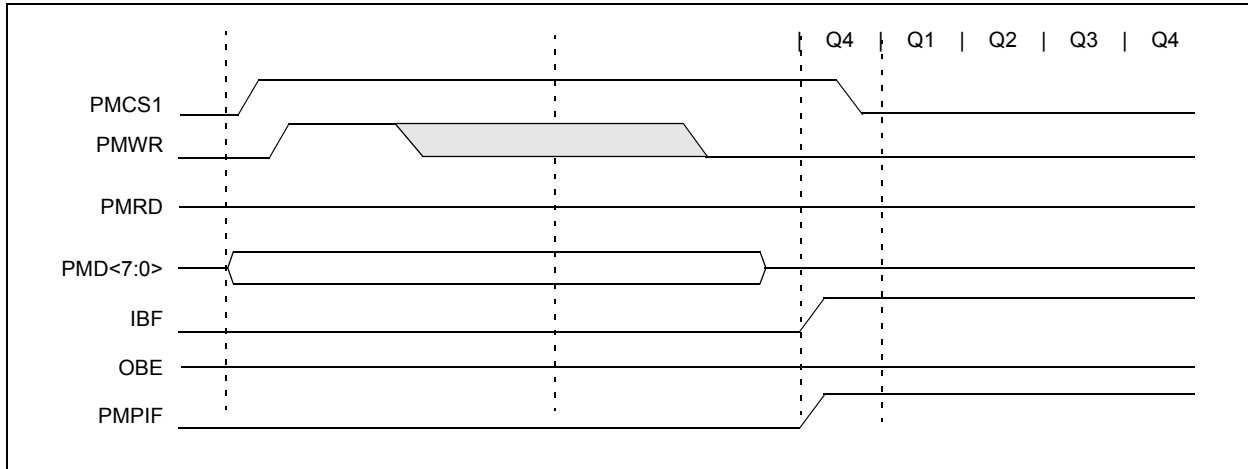 | Q4 | Q1 | Q2 | Q3 | Q4
PMCS1
PMWR
PMRD
PMD<7:0>
IBF
OBE
PMPIF